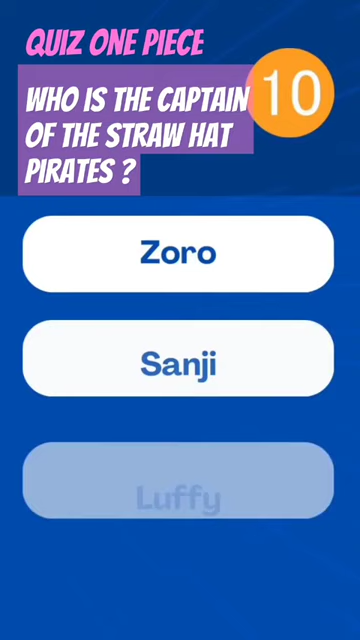 QUIZ ONE PIECE
WHO IS THE CAPTAIN
OF THE STRAW HAT
PIRATES ?
10
Zoro
Sanji
Luffy